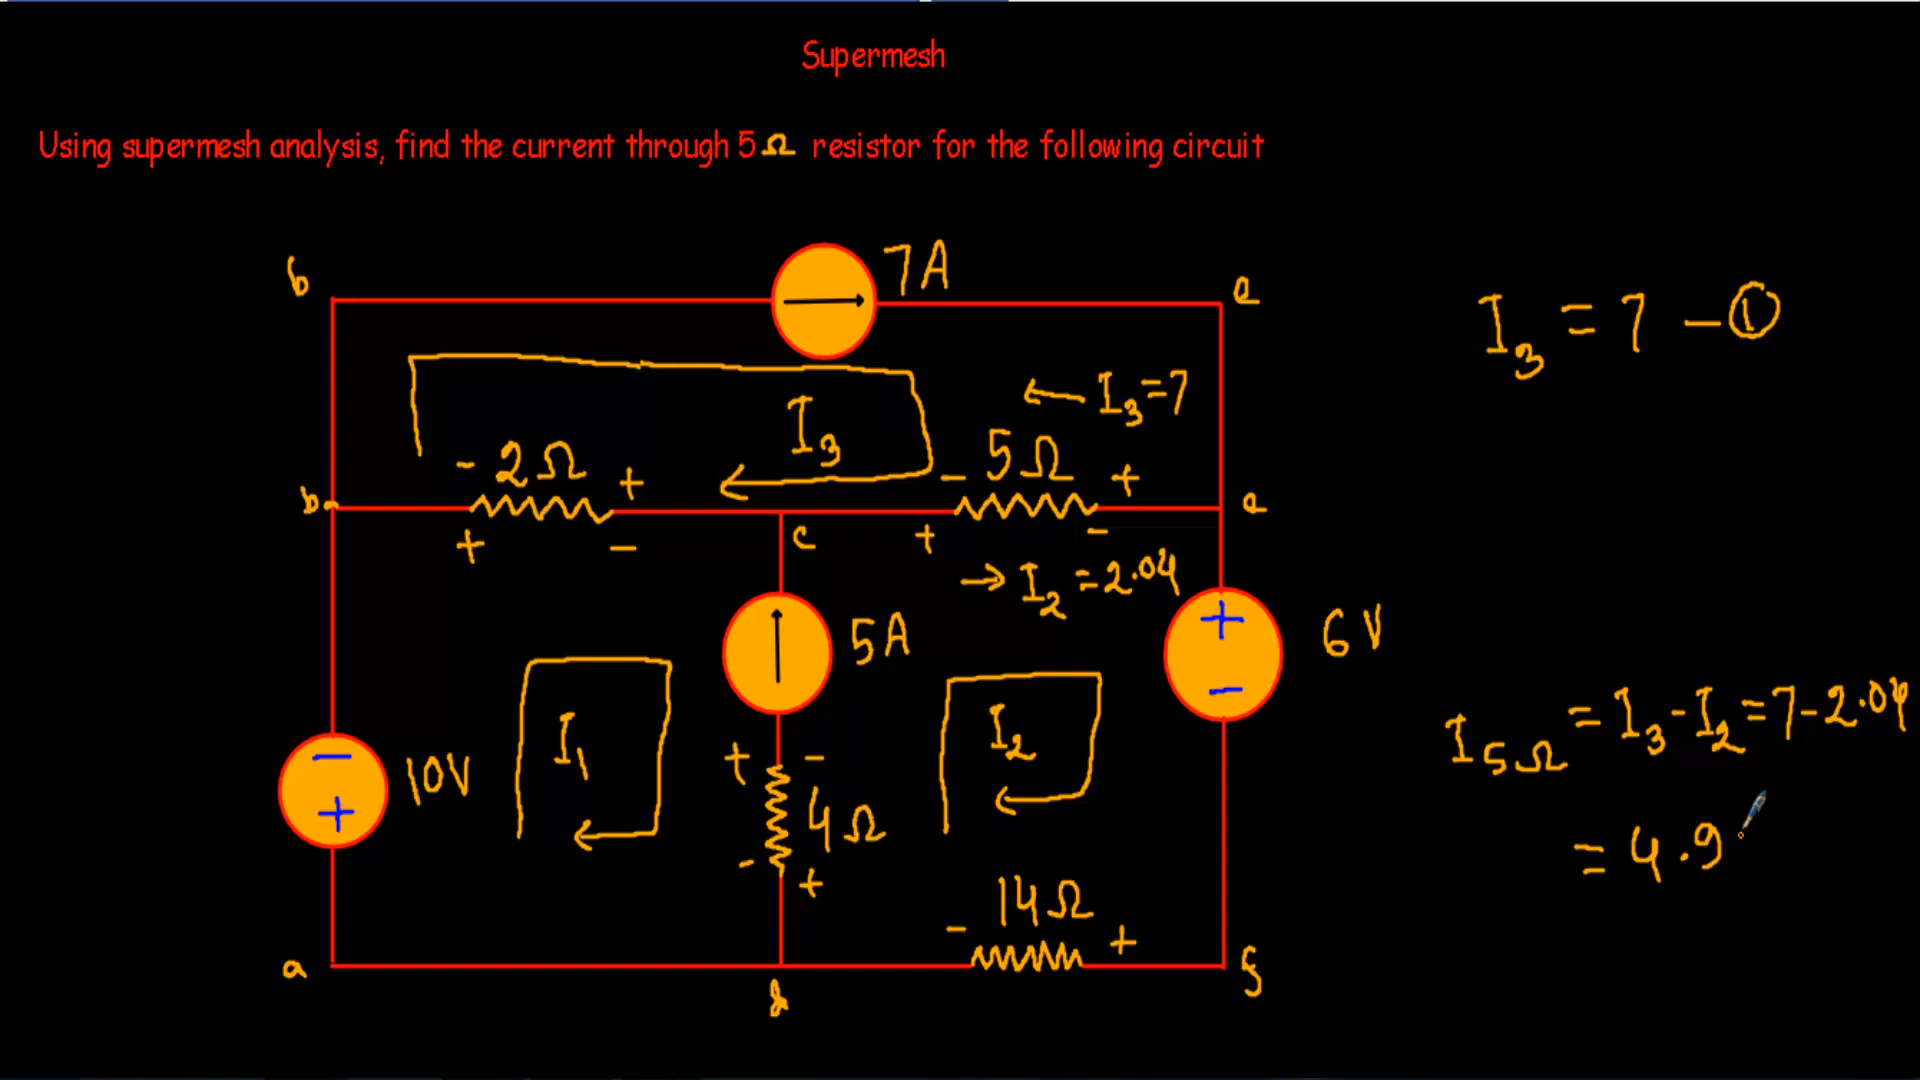 Supermesh
Using supermesh analysis, find the current through 5Ω resistor for the following circuit
7A
b
e
I₃ = 7 - ①
← I₃=7
I₃
- 2Ω +
- 5Ω +
b
e
+ -
c
+ -
→ I₂ = 2.04
5A
+
6V
-
I₁
I₂
I5Ω = I₃ - I₂ = 7 - 2.04
-
10V
+
+ -
4Ω
- +
= 4.9
- 14Ω +
a
d
f